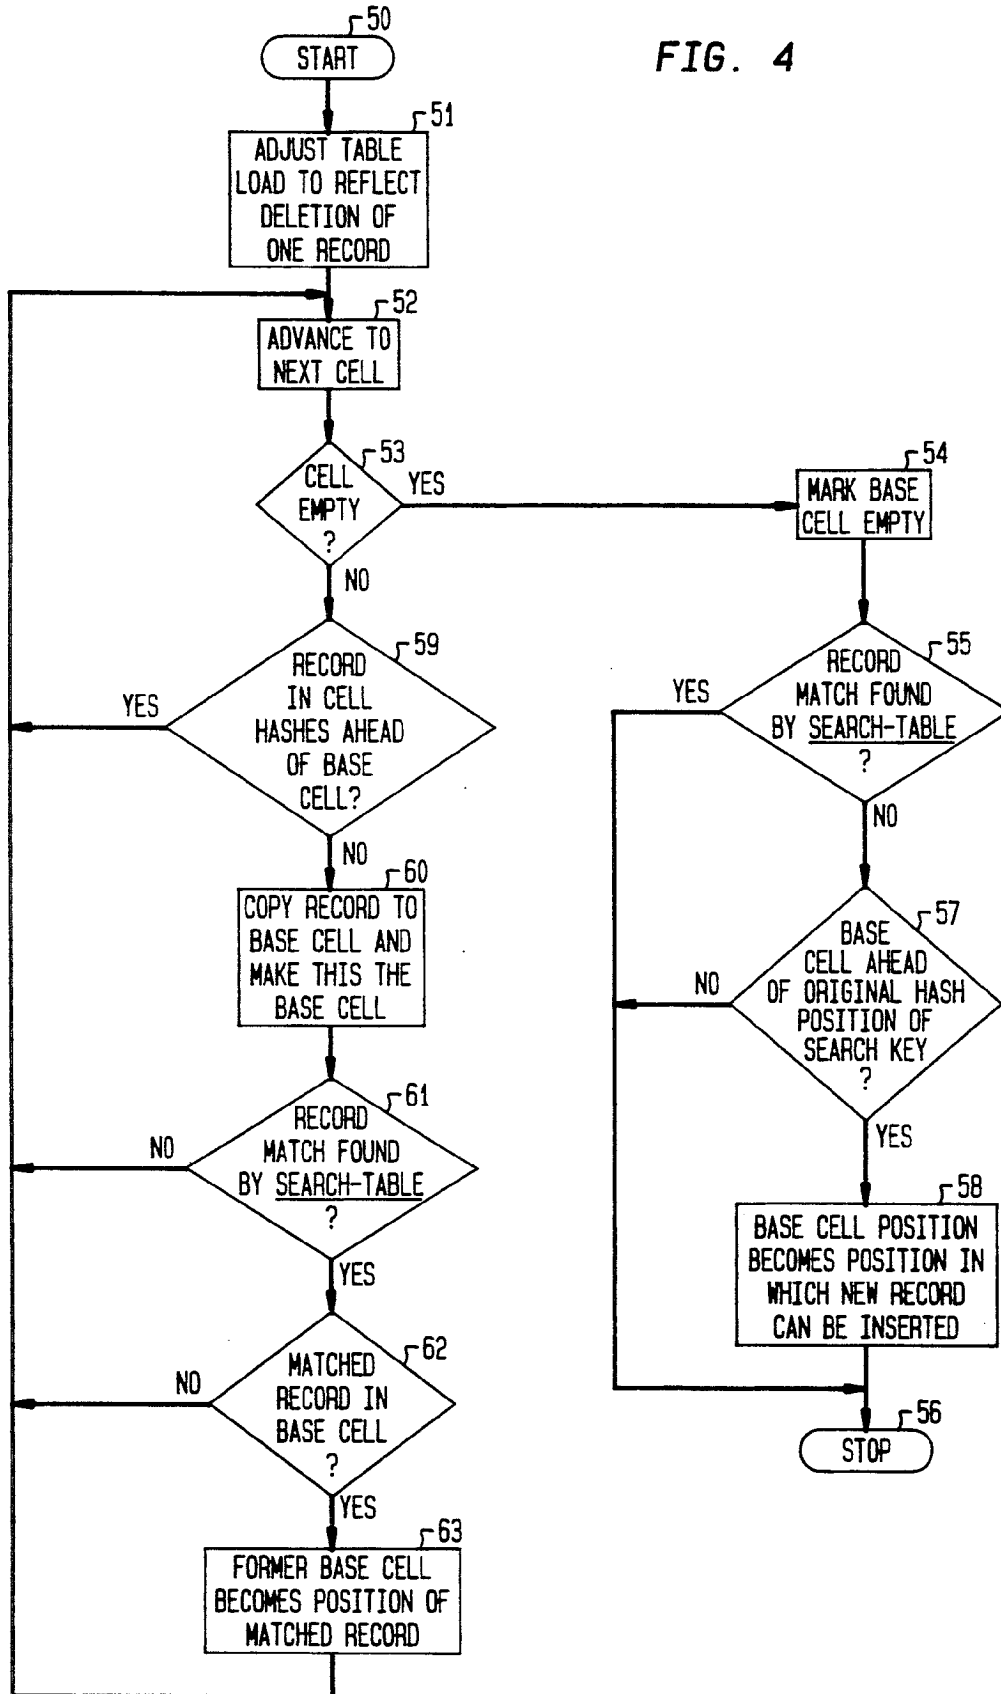 FIG. 4
50
START
51
ADJUST TABLE
LOAD TO REFLECT
DELETION OF
ONE RECORD
52
ADVANCE TO
NEXT CELL
53
CELL
EMPTY
?
YES
NO
54
MARK BASE
CELL EMPTY
55
RECORD
MATCH FOUND
BY SEARCH-TABLE
?
YES
NO
57
BASE
CELL AHEAD
OF ORIGINAL HASH
POSITION OF
SEARCH KEY
?
NO
YES
58
BASE CELL POSITION
BECOMES POSITION IN
WHICH NEW RECORD
CAN BE INSERTED
56
STOP
59
RECORD
IN CELL
HASHES AHEAD
OF BASE
CELL?
YES
NO
60
COPY RECORD TO
BASE CELL AND
MAKE THIS THE
BASE CELL
61
RECORD
MATCH FOUND
BY SEARCH-TABLE
?
NO
YES
62
MATCHED
RECORD IN
BASE CELL
?
NO
YES
63
FORMER BASE CELL
BECOMES POSITION OF
MATCHED RECORD